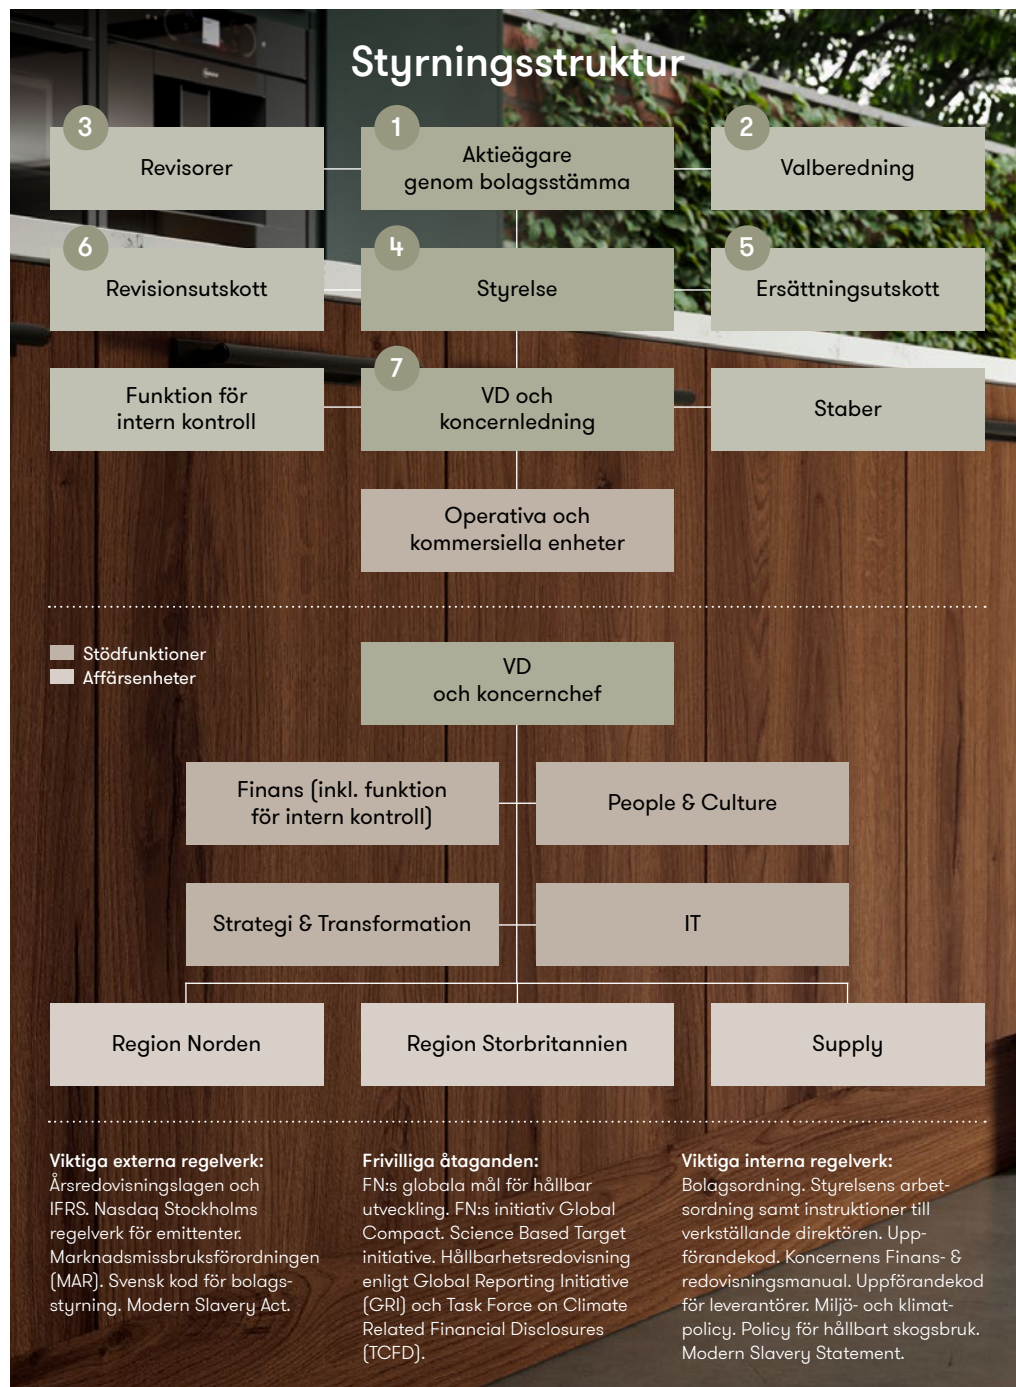 Styrningsstruktur
3
Revisorer
1
Aktieägare
genom bolagsstämma
2
Valberedning
6
Revisionsutskott
4
Styrelse
5
Ersättningsutskott
Funktion för
intern kontroll
7
VD och
koncernledning
Staber
Operativa och
kommersiella enheter
Stödfunktioner
Affärsenheter
VD
och koncernchef
Finans (inkl. funktion
för intern kontroll)
People & Culture
Strategi & Transformation
IT
Region Norden
Region Storbritannien
Supply
Viktiga externa regelverk:
Årsredovisningslagen och
IFRS. Nasdaq Stockholms
regelverk för emittenter.
Marknadsmissbruksförordningen
(MAR). Svensk kod för bolags-
styrning. Modern Slavery Act.
Frivilliga åtaganden:
FN:s globala mål för hållbar
utveckling. FN:s initiativ Global
Compact. Science Based Target
initiative. Hållbarhetsredovisning
enligt Global Reporting Initiative
(GRI) och Task Force on Climate
Related Financial Disclosures
(TCFD).
Viktiga interna regelverk:
Bolagsordning. Styrelsens arbet-
sordning samt instruktioner till
verkställande direktören. Upp-
förandekod. Koncernens Finans- &
redovisningsmanual. Uppförandekod
för leverantörer. Miljö- och klimat-
policy. Policy för hållbart skogsbruk.
Modern Slavery Statement.